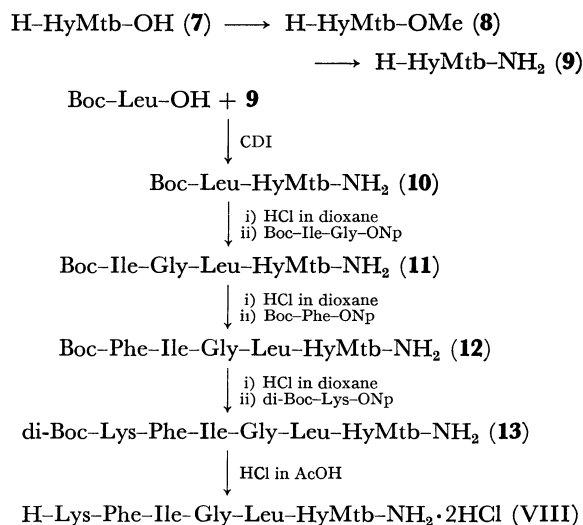 H–HyMtb–OH (7) ⟶ H–HyMtb–OMe (8)
⟶ H–HyMtb–NH₂ (9)
Boc–Leu–OH + 9
CDI
Boc–Leu–HyMtb–NH₂ (10)
i) HCl in dioxane
ii) Boc–Ile–Gly–ONp
Boc–Ile–Gly–Leu–HyMtb–NH₂ (11)
i) HCl in dioxane
ii) Boc–Phe–ONp
Boc–Phe–Ile–Gly–Leu–HyMtb–NH₂ (12)
i) HCl in dioxane
ii) di-Boc–Lys–ONp
di-Boc–Lys–Phe–Ile–Gly–Leu–HyMtb–NH₂ (13)
HCl in AcOH
H–Lys–Phe–Ile–Gly–Leu–HyMtb–NH₂·2HCl (VIII)